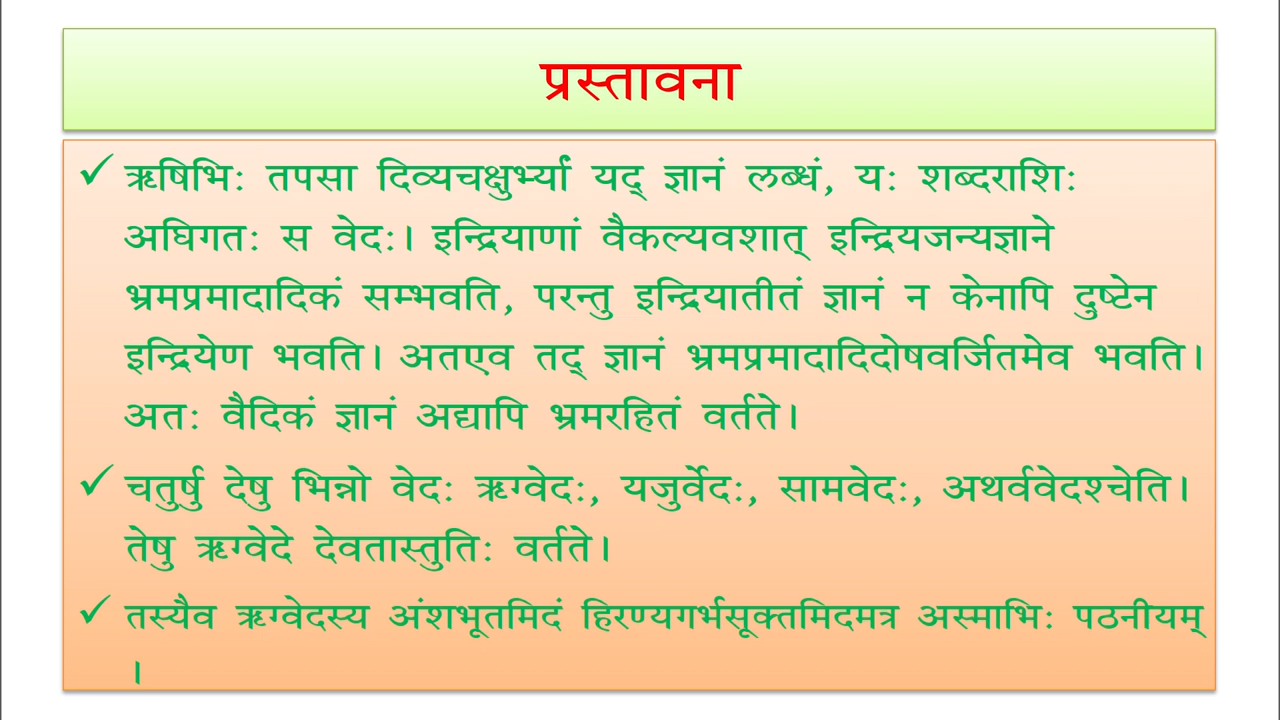 प्रस्तावना
✓ ऋषिभिः तपसा दिव्यचक्षुर्भ्यां यद् ज्ञानं लब्धं, यः शब्दराशिः
अघिगतः स वेदः। इन्द्रियाणां वैकल्यवशात् इन्द्रियजन्यज्ञाने
भ्रमप्रमादादिकं सम्भवति, परन्तु इन्द्रियातीतं ज्ञानं न केनापि दुष्टेन
इन्द्रियेण भवति। अतएव तद् ज्ञानं भ्रमप्रमादादिदोषवर्जितमेव भवति।
अतः वैदिकं ज्ञानं अद्यापि भ्रमरहितं वर्तते।
✓ चतुर्षु देषु भिन्नो वेदः ऋग्वेदः, यजुर्वेदः, सामवेदः, अथर्ववेदश्चेति।
तेषु ऋग्वेदे देवतास्तुतिः वर्तते।
✓ तस्यैव ऋग्वेदस्य अंशभूतमिदं हिरण्यगर्भसूक्तमिदमत्र अस्माभिः पठनीयम्
।